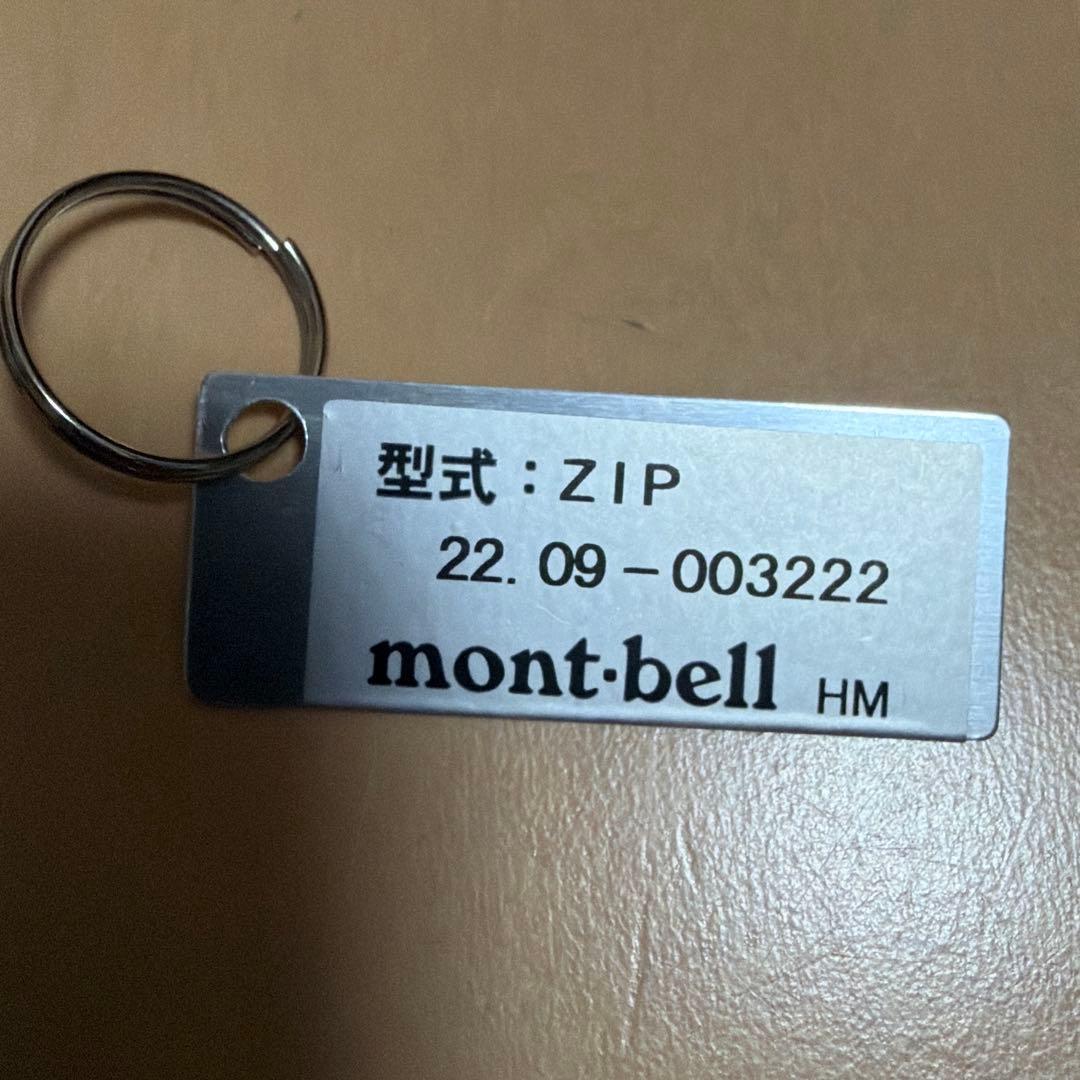 型式：ZIP
22. 09－003222
mont·bell HM